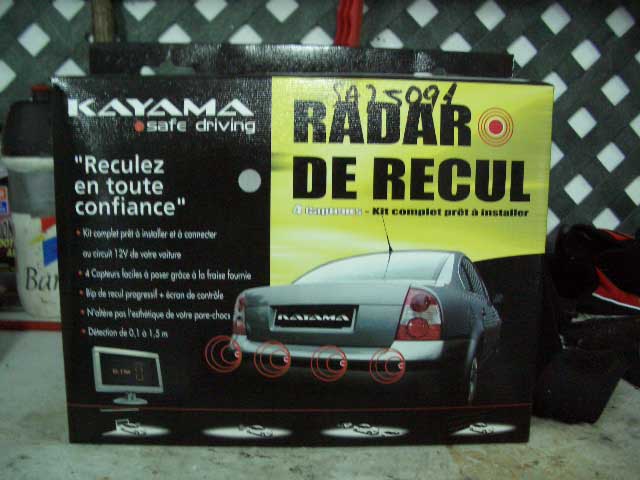 KAYAMA
safe driving
"Reculez
en toute
confiance"
• Kit complet prêt à installer et à connecter
au circuit 12V de votre voiture
• 4 Capteurs faciles à poser grâce à la fraise fournie
• Bip de recul progressif + écran de contrôle
• N'altère pas l'esthétique de votre pare-chocs
• Détection de 0,1 à 1,5 m
RADAR
DE RECUL
4 Capteurs - Kit complet prêt à installer
KAYAMA
Bar